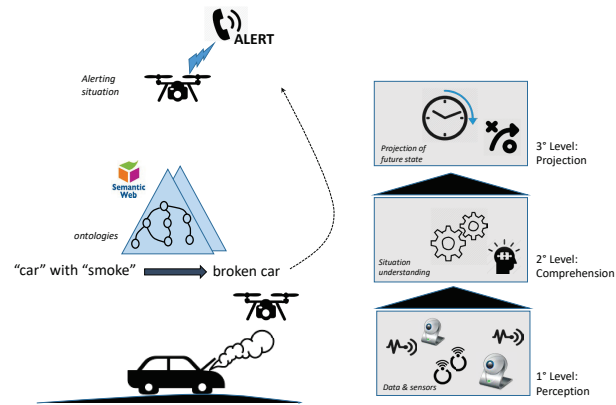 ALERT
Alerting
situation
Semantic
Web
ontologies
“car” with “smoke”
broken car
Projection of
future state
3° Level:
Projection
Situation
understanding
2° Level:
Comprehension
Data & sensors
1° Level:
Perception